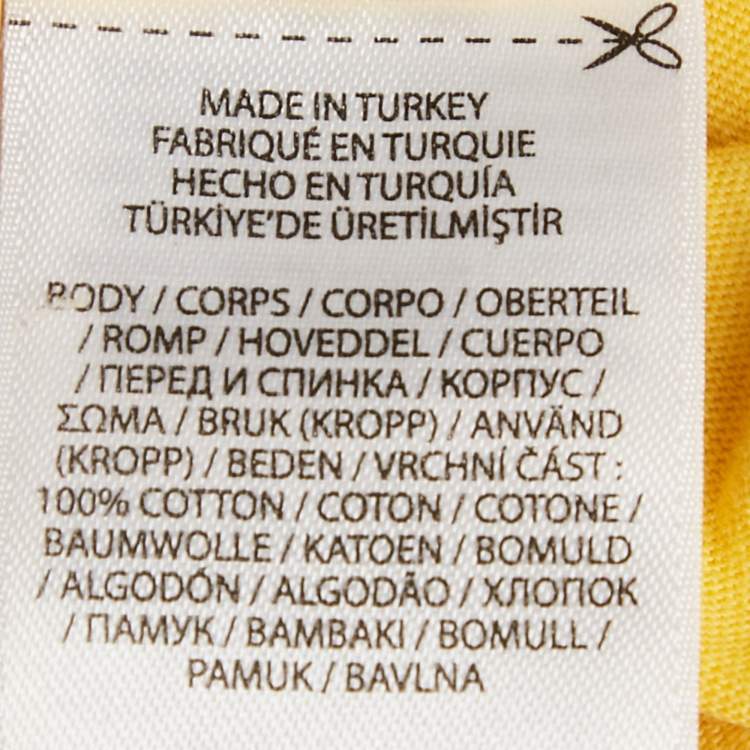 MADE IN TURKEY
FABRIQUÉ EN TURQUIE
HECHO EN TURQUÍA
TÜRKİYE'DE ÜRETİLMİŞTİR
BODY / CORPS / CORPO / OBERTEIL
/ ROMP / HOVEDDEL / CUERPO
/ ПЕРЕД И СПИНКА / КОРПУС /
ΣΩΜΑ / BRUK (KROPP) / ANVÄND
(KROPP) / BEDEN / VRCHNÍ ČÁST :
100% COTTON / COTON / COTONE /
BAUMWOLLE / KATOEN / BOMULD
/ ALGODÓN / ALGODÃO / ХЛОПОК
/ ПАМУК / ΒΑΜΒΑΚΙ / BOMULL /
PAMUK / BAVLNA